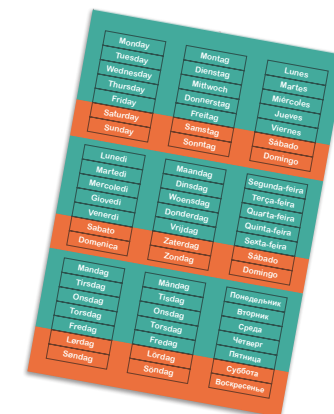 Monday
Tuesday
Wednesday
Thursday
Friday
Saturday
Sunday
Montag
Dienstag
Mittwoch
Donnerstag
Freitag
Samstag
Sonntag
Lunes
Martes
Miércoles
Jueves
Viernes
Sábado
Domingo
Lunedì
Martedì
Mercoledì
Giovedì
Venerdì
Sabato
Domenica
Maandag
Dinsdag
Woensdag
Donderdag
Vrijdag
Zaterdag
Zondag
Segunda-feira
Terça-feira
Quarta-feira
Quinta-feira
Sexta-feira
Sábado
Domingo
Mandag
Tirsdag
Onsdag
Torsdag
Fredag
Lørdag
Søndag
Måndag
Tisdag
Onsdag
Torsdag
Fredag
Lördag
Söndag
Понедельник
Вторник
Среда
Четверг
Пятница
Суббота
Воскресенье